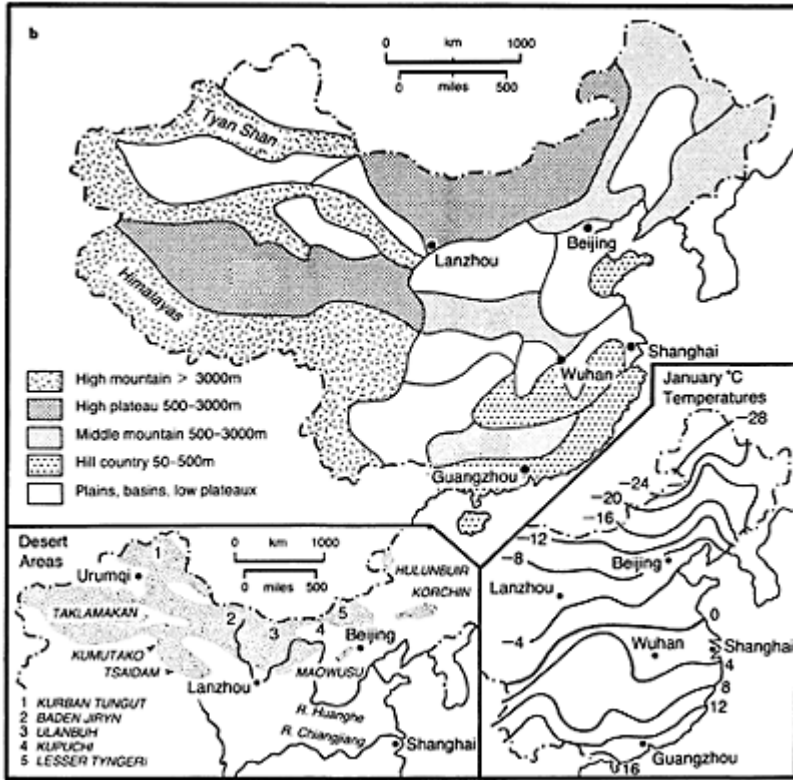 b
0 km 1000
0 miles 500
Tyan Shan
Lanzhou
Beijing
Himalayas
Shanghai
Wuhan
Guangzhou
High mountain > 3000m
High plateau 500–3000m
Middle mountain 500–3000m
Hill country 50–500m
Plains, basins, low plateaux
Desert
Areas
0 km 1000
0 miles 500
1
Urumqi
HULUNBUIR
KORCHIN
TAKLAMAKAN
2
3
4
5
Beijing
KUMUTAKO
TSAIDAM
MAOWUSU
Lanzhou
R. Huanghe
R. Chiangjiang
Shanghai
1 KURBAN TUNGUT
2 BADEN JIRYN
3 ULANBUH
4 KUPUCHI
5 LESSER TYNGERI
January °C
Temperatures
−28
−24
−20
−16
−12
−8
Beijing
Lanzhou
0
−4
Wuhan
Shanghai
4
8
12
Guangzhou
16